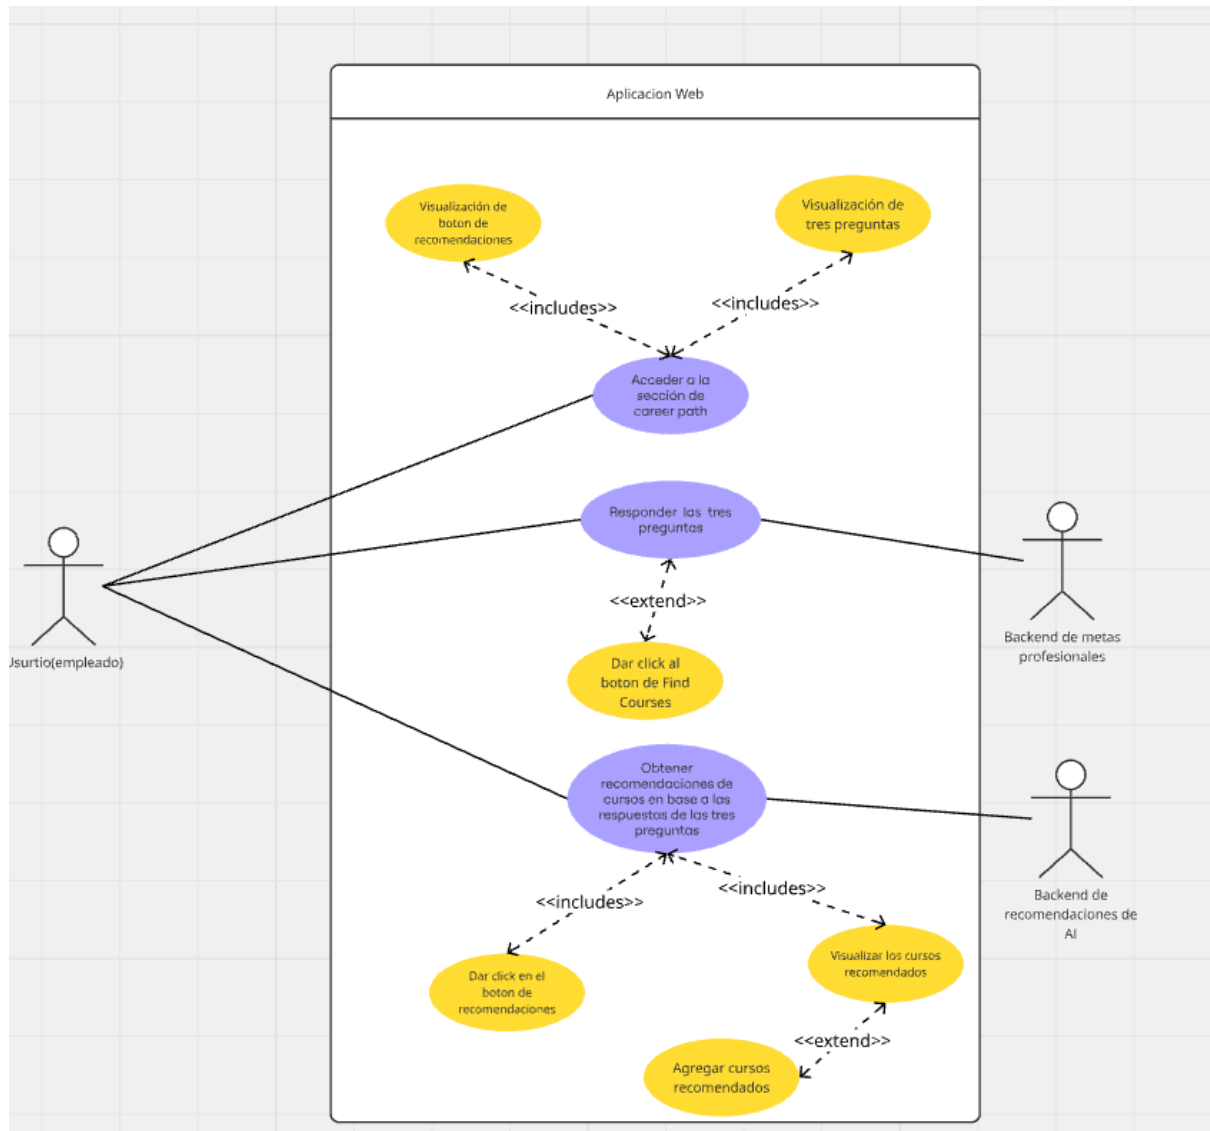 Aplicacion Web
Visualización de
boton de
recomendaciones
Visualización de
tres preguntas
<<includes>>
<<includes>>
Acceder a la
sección de
career path
Responder las tres
preguntas
<<extend>>
Dar click al
boton de Find
Courses
Usurtio(empleado)
Backend de metas
profesionales
Obtener
recomendaciones de
cursos en base a las
respuestas de las tres
preguntas
<<includes>>
<<includes>>
Backend de
recomendaciones de
AI
Dar click en el
boton de
recomendaciones
Visualizar los cursos
recomendados
<<extend>>
Agregar cursos
recomendados